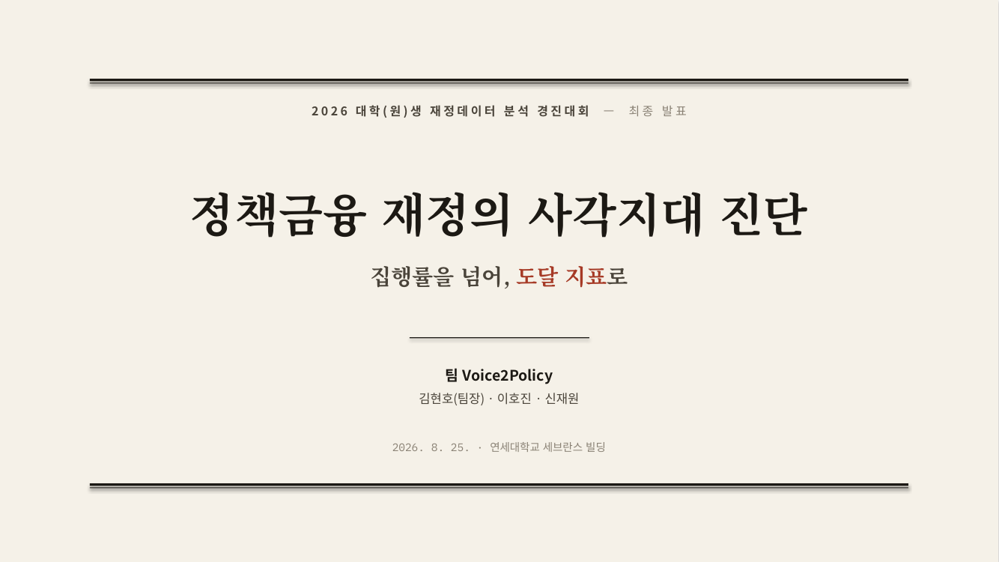 2026 대학(원)생 재정데이터 분석 경진대회 — 최종 발표
정책금융 재정의 사각지대 진단
집행률을 넘어, 도달 지표로
팀 Voice2Policy
김현호(팀장) · 이호진 · 신재원
2026. 8. 25. · 연세대학교 세브란스 빌딩